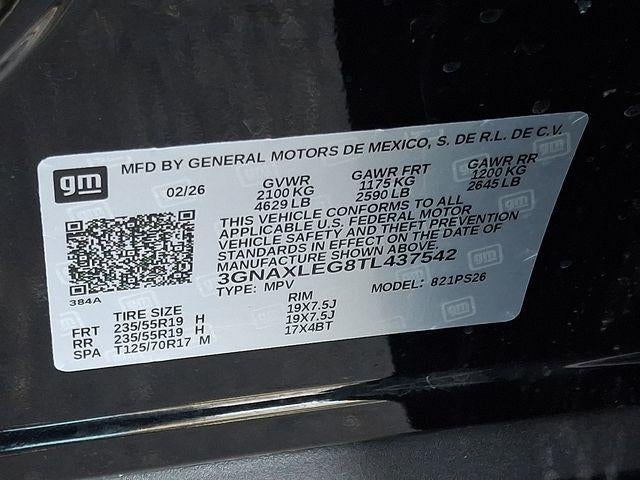 gm
MFD BY GENERAL MOTORS DE MEXICO, S. DE R.L. DE C.V.
02/26 GVWR GAWR FRT GAWR RR
2100 KG 1175 KG 1200 KG
4629 LB 2590 LB 2645 LB
THIS VEHICLE CONFORMS TO ALL
APPLICABLE U.S. FEDERAL MOTOR
VEHICLE SAFETY AND THEFT PREVENTION
STANDARDS IN EFFECT ON THE DATE OF
MANUFACTURE SHOWN ABOVE.
3GNAXLEG8TL437542
TYPE: MPV MODEL: 821PS26
384A
TIRE SIZE RIM
FRT 235/55R19 H 19X7.5J
RR 235/55R19 H 19X7.5J
SPA T125/70R17 M 17X4BT